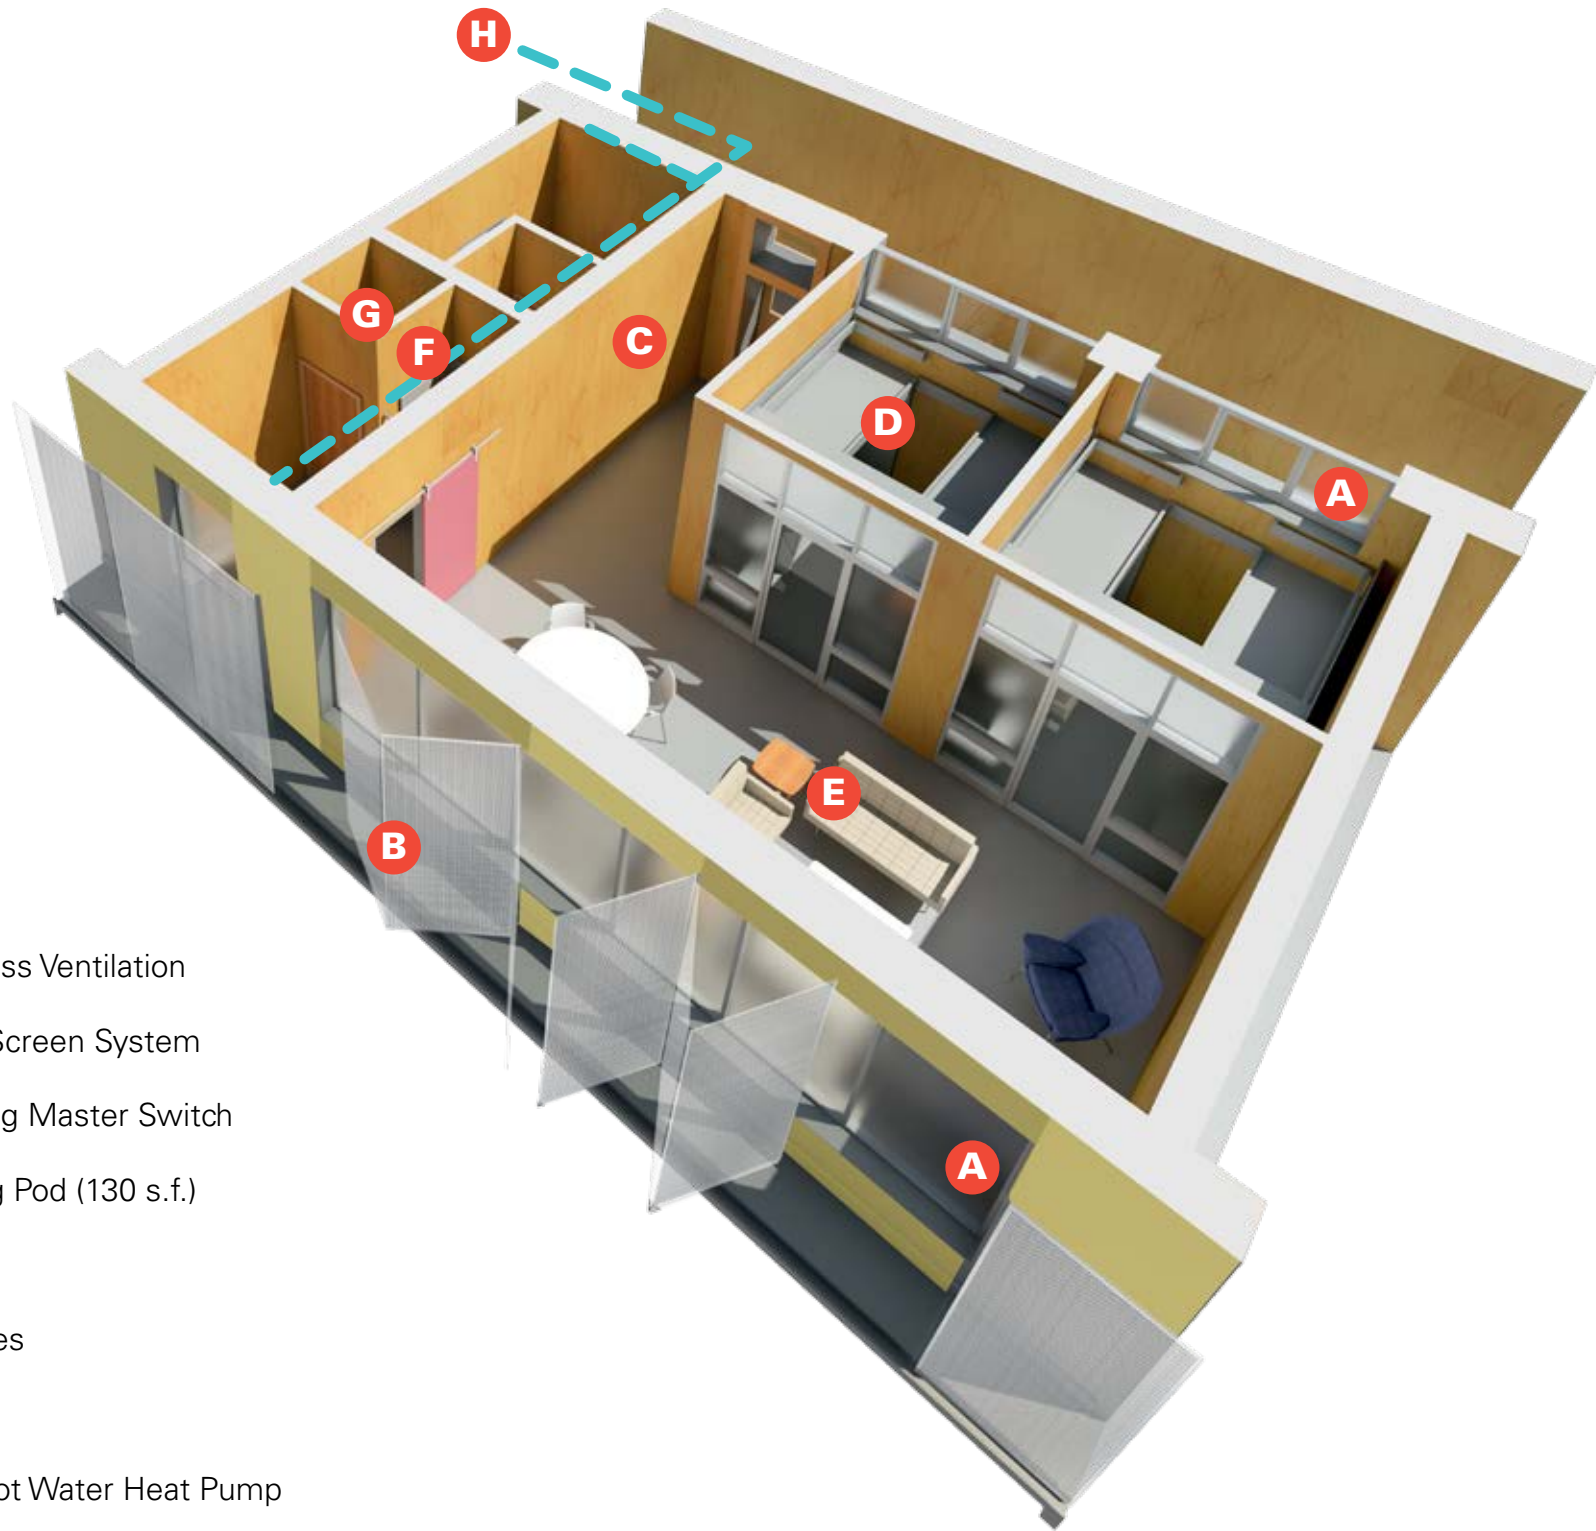 H
C
G
F
D
A
E
B
ss Ventilation
Screen System
g Master Switch
A
g Pod (130 s.f.)
es
ot Water Heat Pump